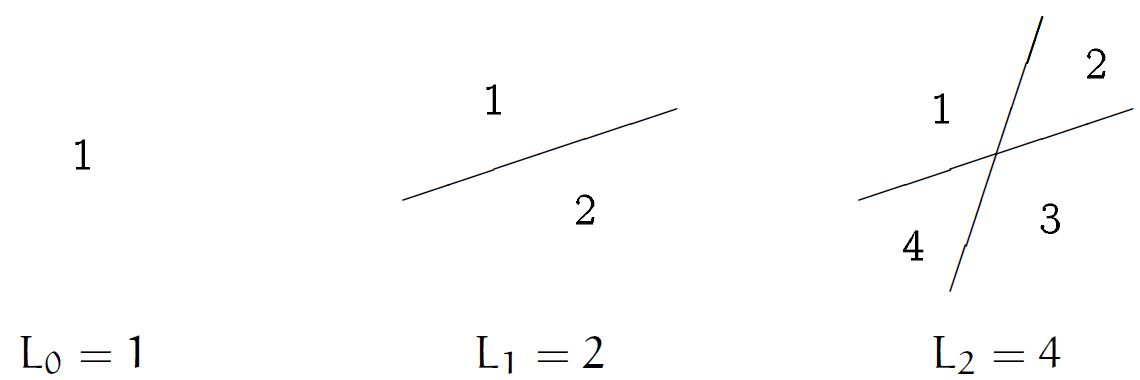 1
1
2
1
2
3
4
L₀ = 1
L₁ = 2
L₂ = 4